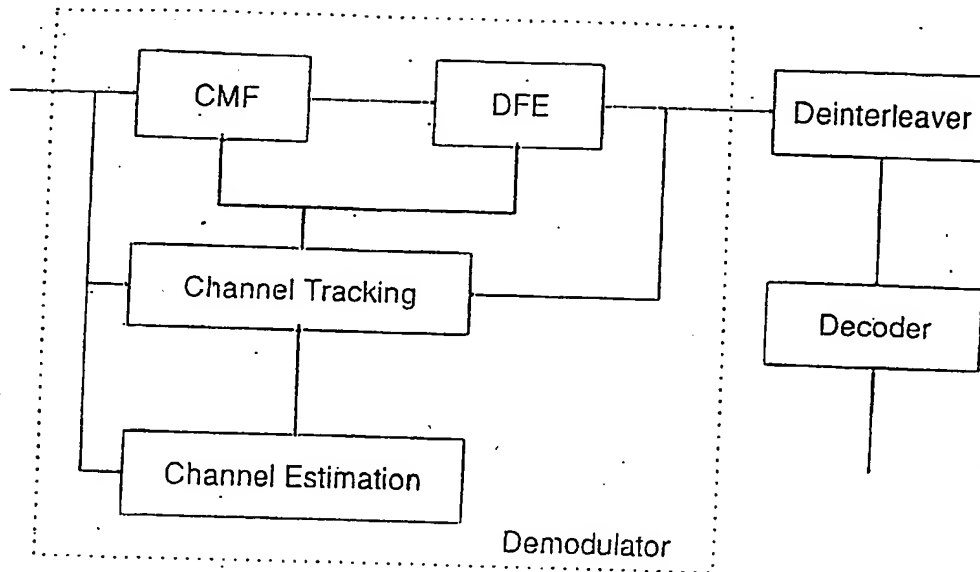 CMF
DFE
Deinterleaver
Channel Tracking
Decoder
Channel Estimation
Demodulator